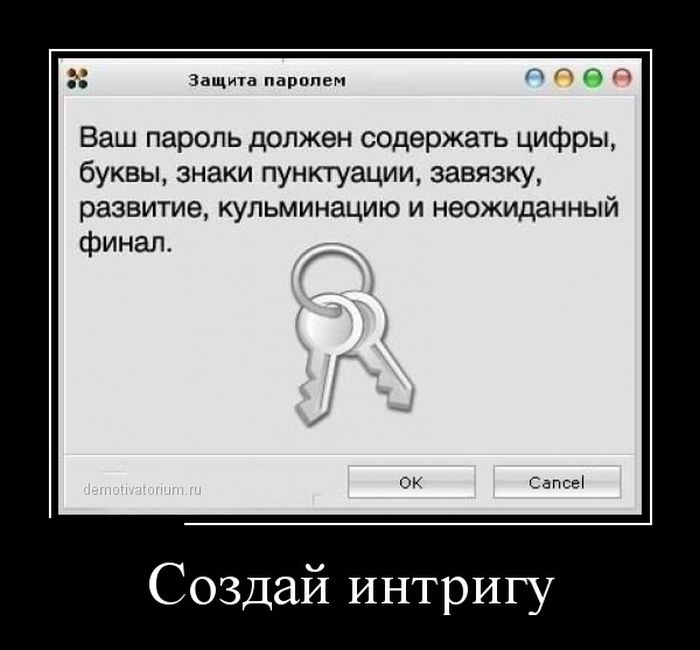 Защита паролем
Ваш пароль должен содержать цифры,
буквы, знаки пунктуации, завязку,
развитие, кульминацию и неожиданный
финал.
demotivatorium.ru
OK
Cancel
Создай интригу